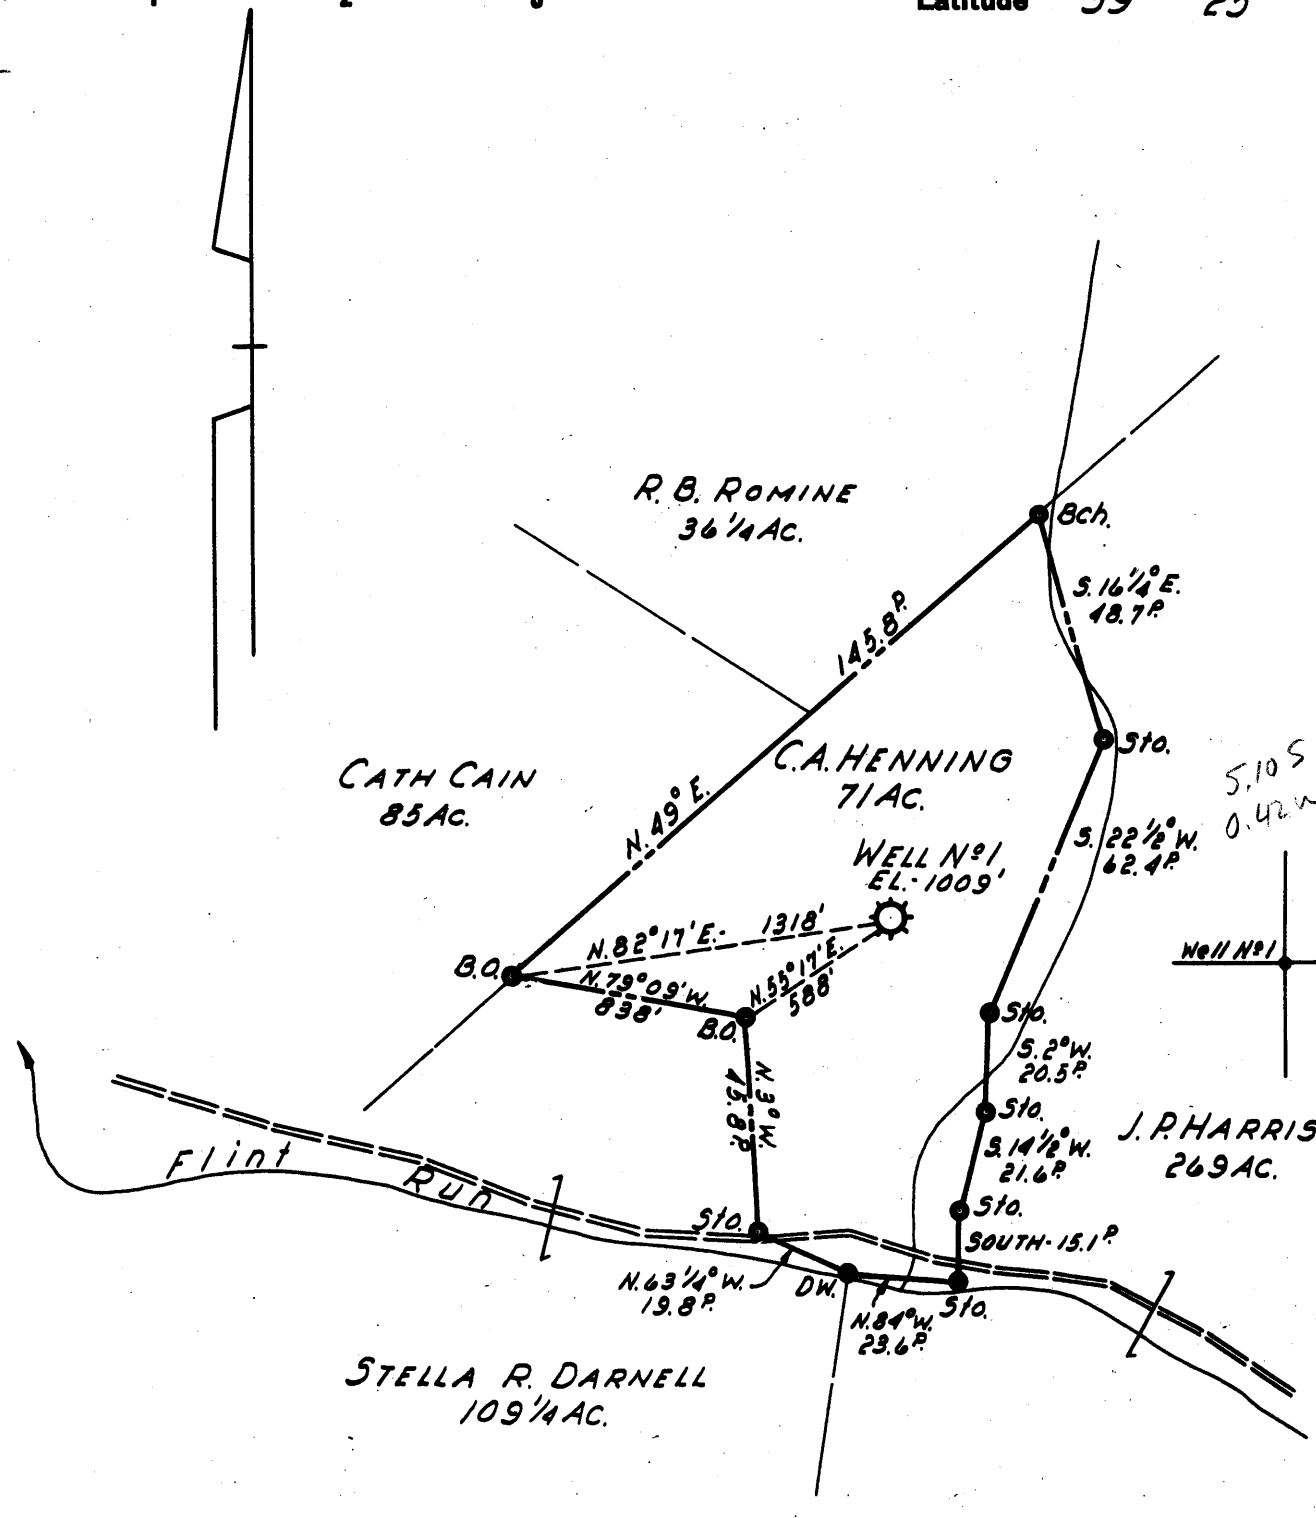 Latitude 39 25
R. B. ROMINE
36 1/4 AC.
Bch.
S. 16 1/4° E.
48.7 P.
145.8 P.
Sto.
C.A. HENNING
71 AC.
CATH CAIN
85 AC.
N. 49° E.
5.10 S
0.42 W
S. 22 1/2° W.
62.4 P.
WELL No 1
EL.- 1009'
N. 82° 17' E.- 1318'
B.O.
N. 79° 09' W.
838'
N. 55° 17' E.
588'
B.O.
Well No 1
Sto.
S. 2° W.
20.5 P.
N. 3° W.
45.8 P.
Sto.
J. P. HARRIS
269 AC.
S. 14 1/2° W.
21.6 P.
Flint Run
Sto.
Sto.
SOUTH - 15.1 P.
N. 63 1/4° W.
19.8 P.
DW.
Sto.
N. 84° W.
23.6 P.
STELLA R. DARNELL
109 1/4 AC.